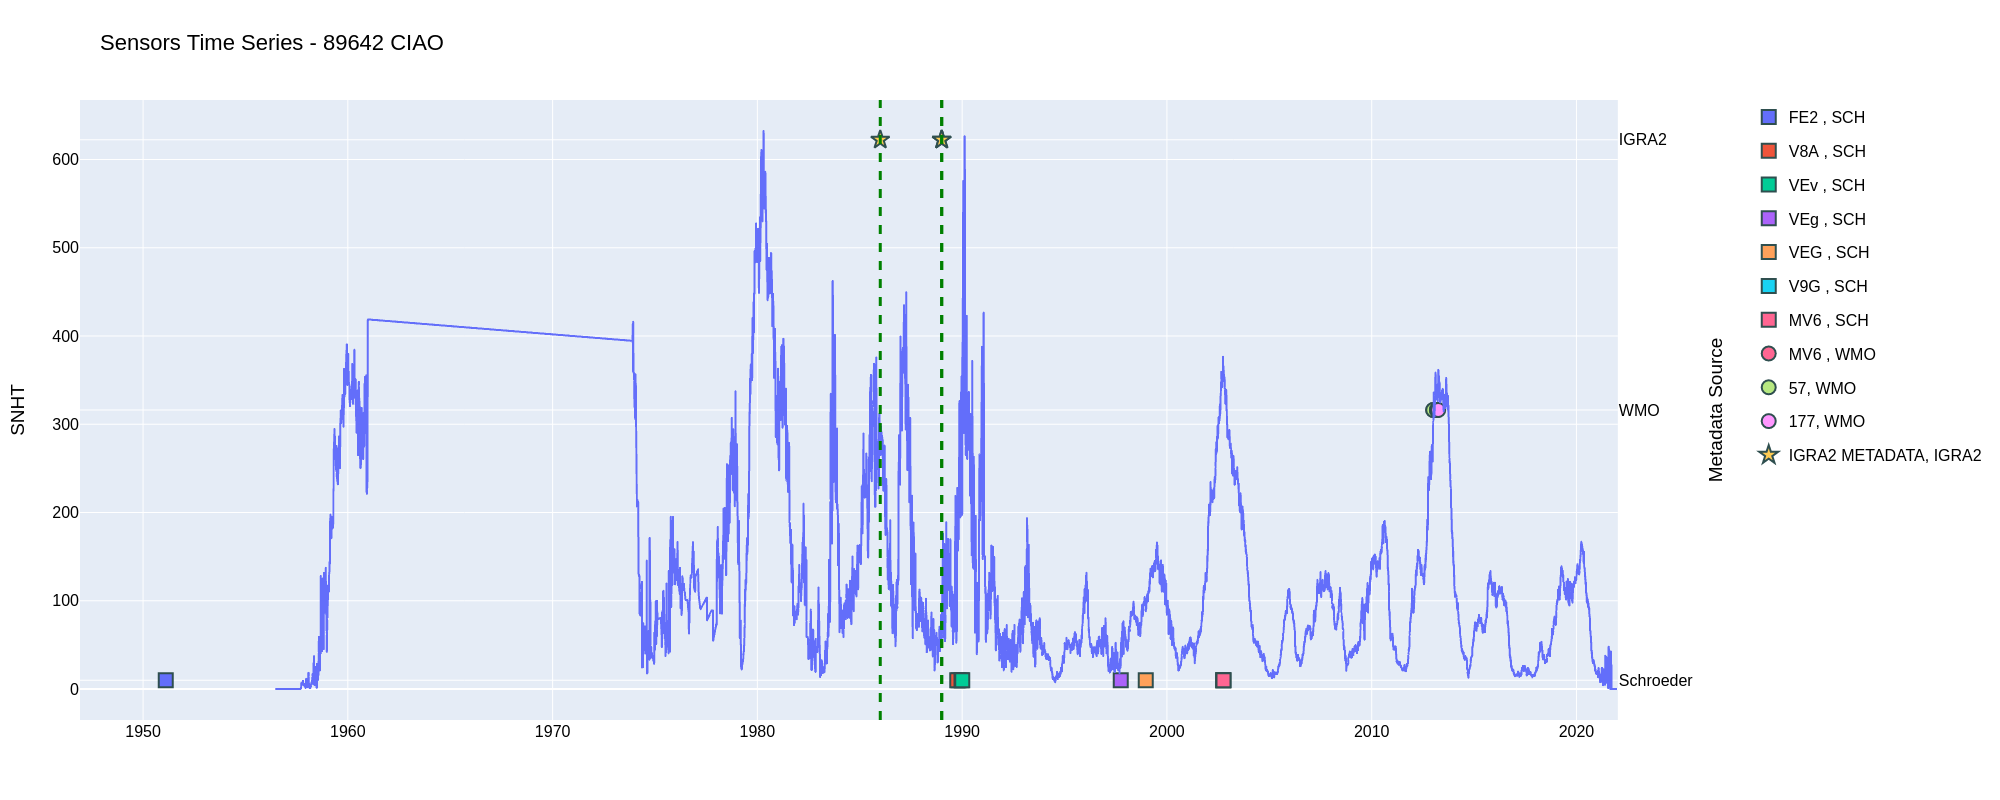 Sensors Time Series - 89642 CIAO
SNHT
600
500
400
300
200
100
0
1950
1960
1970
1980
1990
2000
2010
2020
IGRA2
WMO
Schroeder
Metadata Source
FE2 , SCH
V8A , SCH
VEv , SCH
VEg , SCH
VEG , SCH
V9G , SCH
MV6 , SCH
MV6 , WMO
57, WMO
177, WMO
IGRA2 METADATA, IGRA2